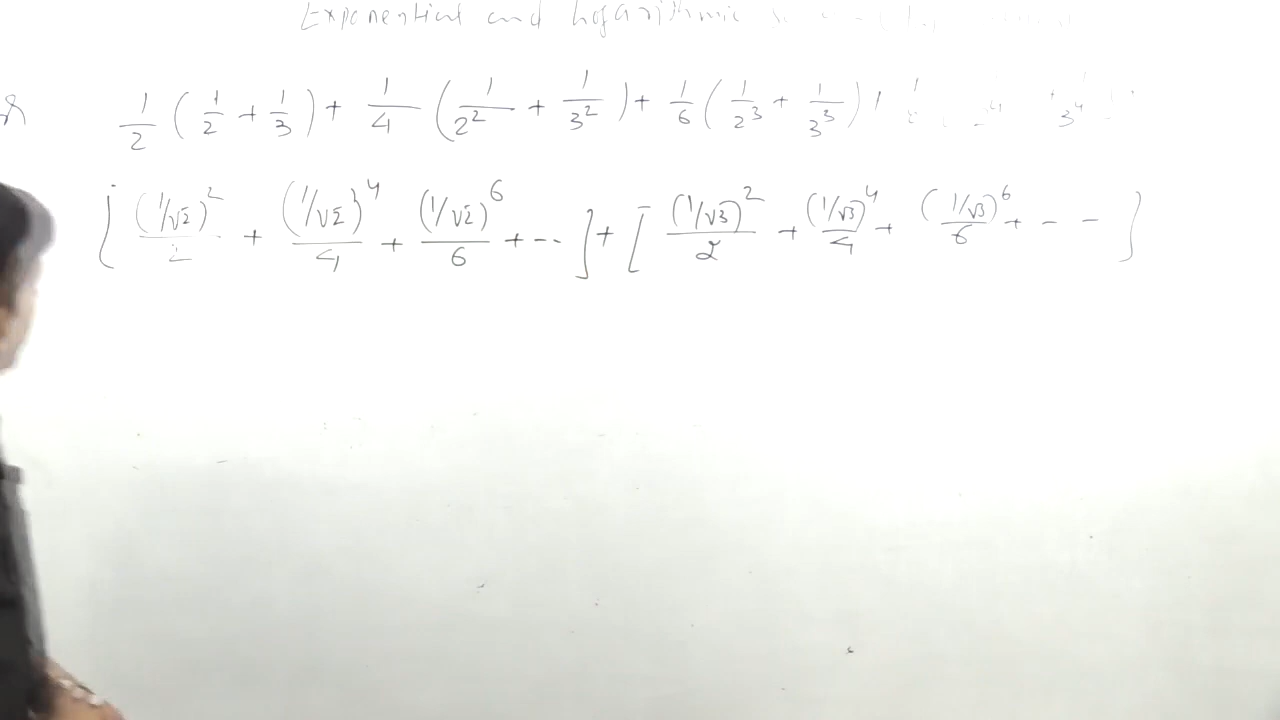 Exponential and logarithmic
1/2 (1/2 + 1/3) + 1/4 (1/2² + 1/3²) + 1/6 (1/2³ + 1/3³) +
[ (1/√2)²/2 + (1/√2)⁴/4 + (1/√2)⁶/6 + -- ] + [ (1/√3)²/2 + (1/√3)⁴/4 + (1/√3)⁶/6 + - - ]